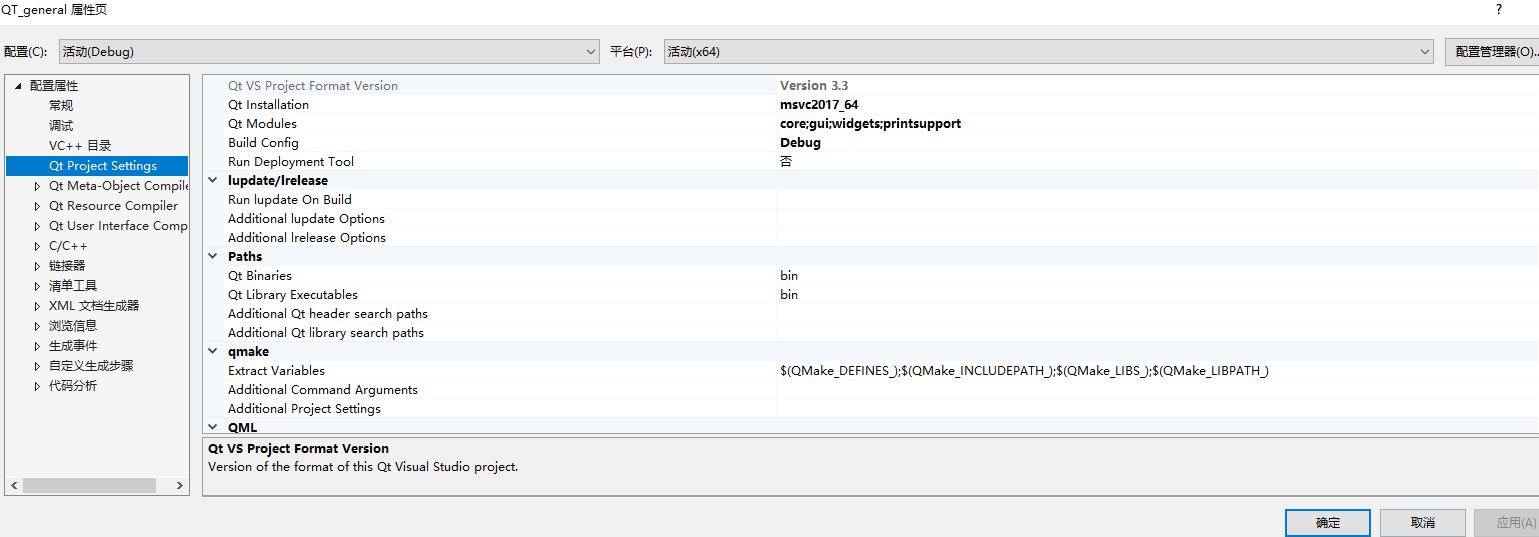 QT_general 属性页
?
配置(C): 活动(Debug) 平台(P): 活动(x64) 配置管理器(O)...
配置属性
常规
调试
VC++ 目录
Qt Project Settings
Qt Meta-Object Compile
Qt Resource Compiler
Qt User Interface Comp
C/C++
链接器
清单工具
XML 文档生成器
浏览信息
生成事件
自定义生成步骤
代码分析
Qt VS Project Format Version Version 3.3
Qt Installation msvc2017_64
Qt Modules core;gui;widgets;printsupport
Build Config Debug
Run Deployment Tool 否
lupdate/lrelease
Run lupdate On Build
Additional lupdate Options
Additional lrelease Options
Paths
Qt Binaries bin
Qt Library Executables bin
Additional Qt header search paths
Additional Qt library search paths
qmake
Extract Variables $(QMake_DEFINES_);$(QMake_INCLUDEPATH_);$(QMake_LIBS_);$(QMake_LIBPATH_)
Additional Command Arguments
Additional Project Settings
QML
Qt VS Project Format Version
Version of the format of this Qt Visual Studio project.
确定 取消 应用(A)